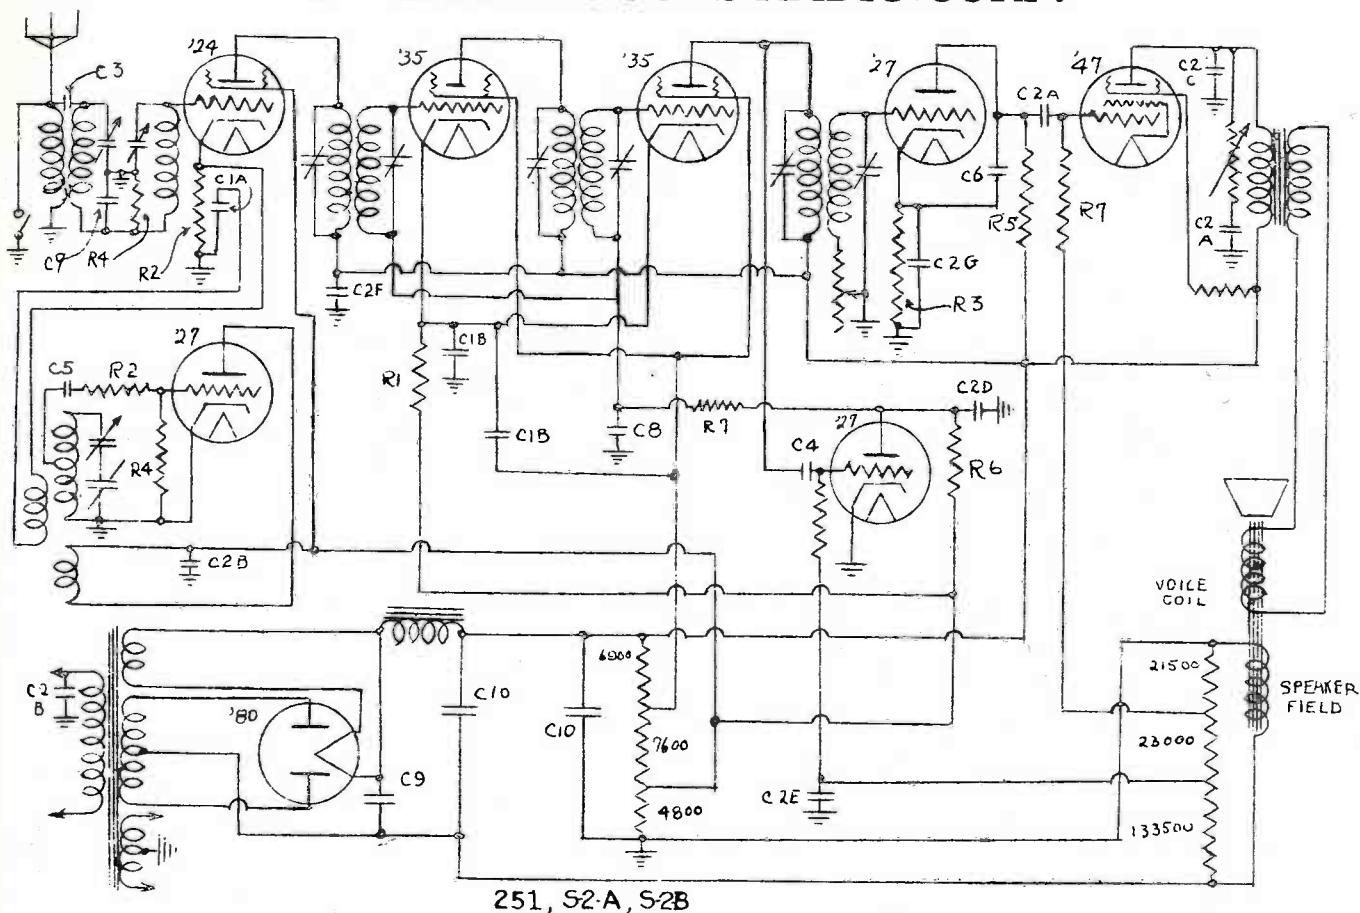 C3
'24
'35
'35
'27
'47
C2
C
C2A
C1A
C6
R5
R7
C2
A
C9
R4
R2
C2F
C2G
R3
27
C1B
C5
R2
R1
C2D
C1B
C8
R7
'27
C4
R4
R6
C2B
VOICE
COIL
6900
21500
C2
B
C10
SPEAKER
FIELD
'80
C10
7600
23000
C9
C2E
4800
133500
251, S-2-A, S-2B